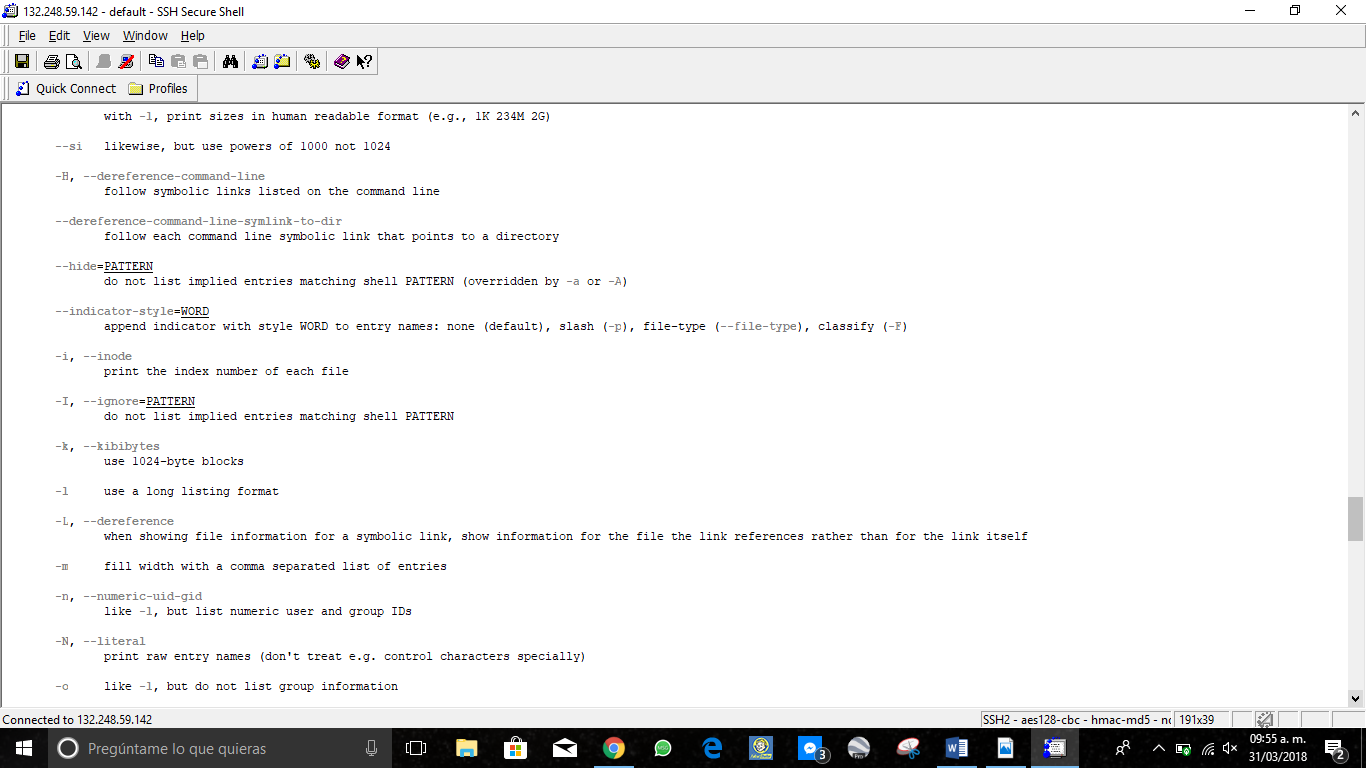 132.248.59.142 - default - SSH Secure Shell
File Edit View Window Help
Quick Connect Profiles
with -l, print sizes in human readable format (e.g., 1K 234M 2G)
--si likewise, but use powers of 1000 not 1024
-H, --dereference-command-line
follow symbolic links listed on the command line
--dereference-command-line-symlink-to-dir
follow each command line symbolic link that points to a directory
--hide=PATTERN
do not list implied entries matching shell PATTERN (overridden by -a or -A)
--indicator-style=WORD
append indicator with style WORD to entry names: none (default), slash (-p), file-type (--file-type), classify (-F)
-i, --inode
print the index number of each file
-I, --ignore=PATTERN
do not list implied entries matching shell PATTERN
-k, --kibibytes
use 1024-byte blocks
-l use a long listing format
-L, --dereference
when showing file information for a symbolic link, show information for the file the link references rather than for the link itself
-m fill width with a comma separated list of entries
-n, --numeric-uid-gid
like -l, but list numeric user and group IDs
-N, --literal
print raw entry names (don't treat e.g. control characters specially)
-o like -l, but do not list group information
Connected to 132.248.59.142 SSH2 - aes128-cbc - hmac-md5 - nc 191x39
Pregúntame lo que quieras 3 09:55 a. m.
31/03/2018 2